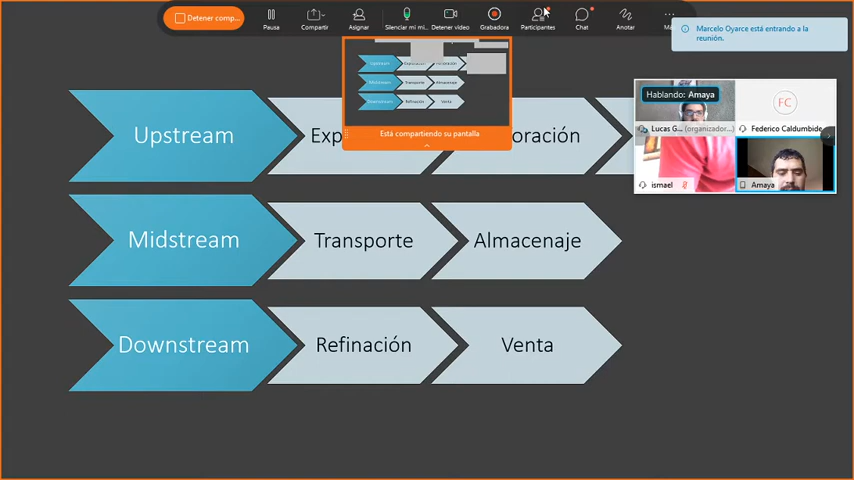 Detener comp...
Pausa
Compartir
Asignar
Silenciar mi mi...
Detener video
Grabadora
Participantes
Chat
Anotar
Marcelo Oyarce está entrando a la
reunión.
Upstream
Exp
oración
Está compartiendo su pantalla
Hablando: Amaya
Lucas G... (organizador...
FC
Federico Caldumbide
ismael
Amaya
Midstream
Transporte
Almacenaje
Downstream
Refinación
Venta